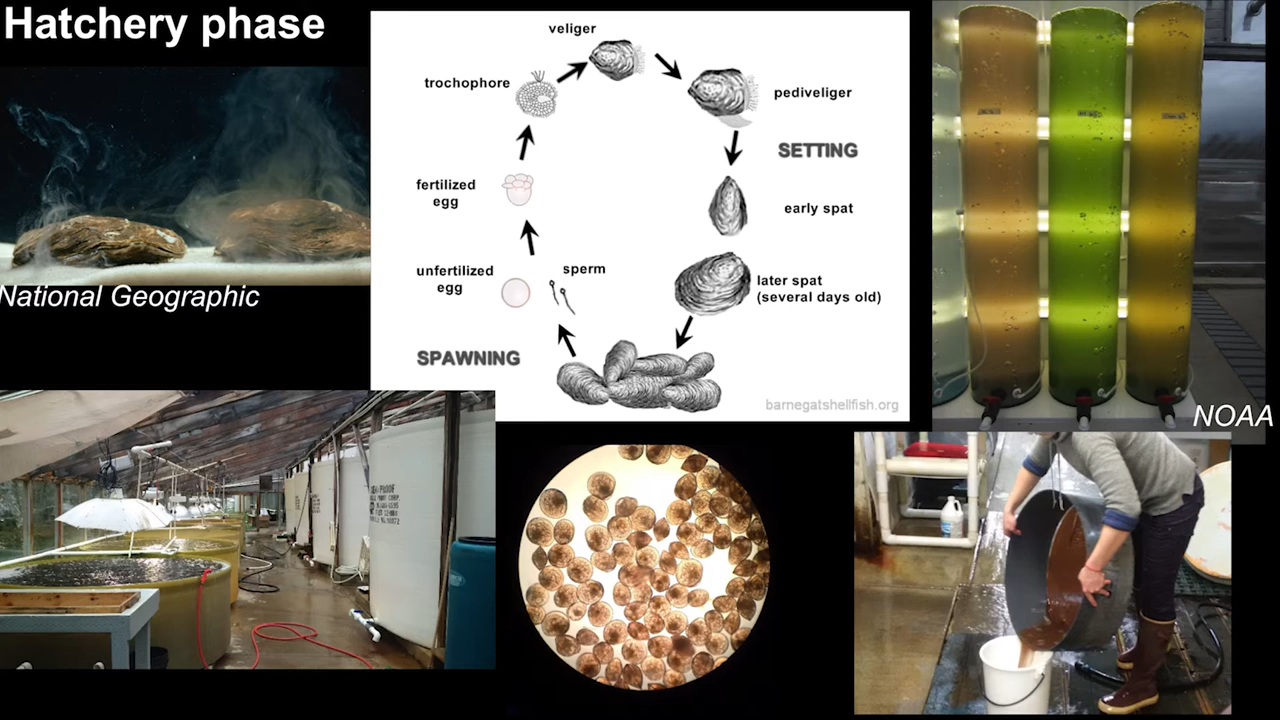 Hatchery phase
National Geographic
veliger
trochophore
pediveliger
SETTING
fertilized
egg
early spat
unfertilized
egg
sperm
later spat
(several days old)
SPAWNING
barnegatshellfish.org
NOAA